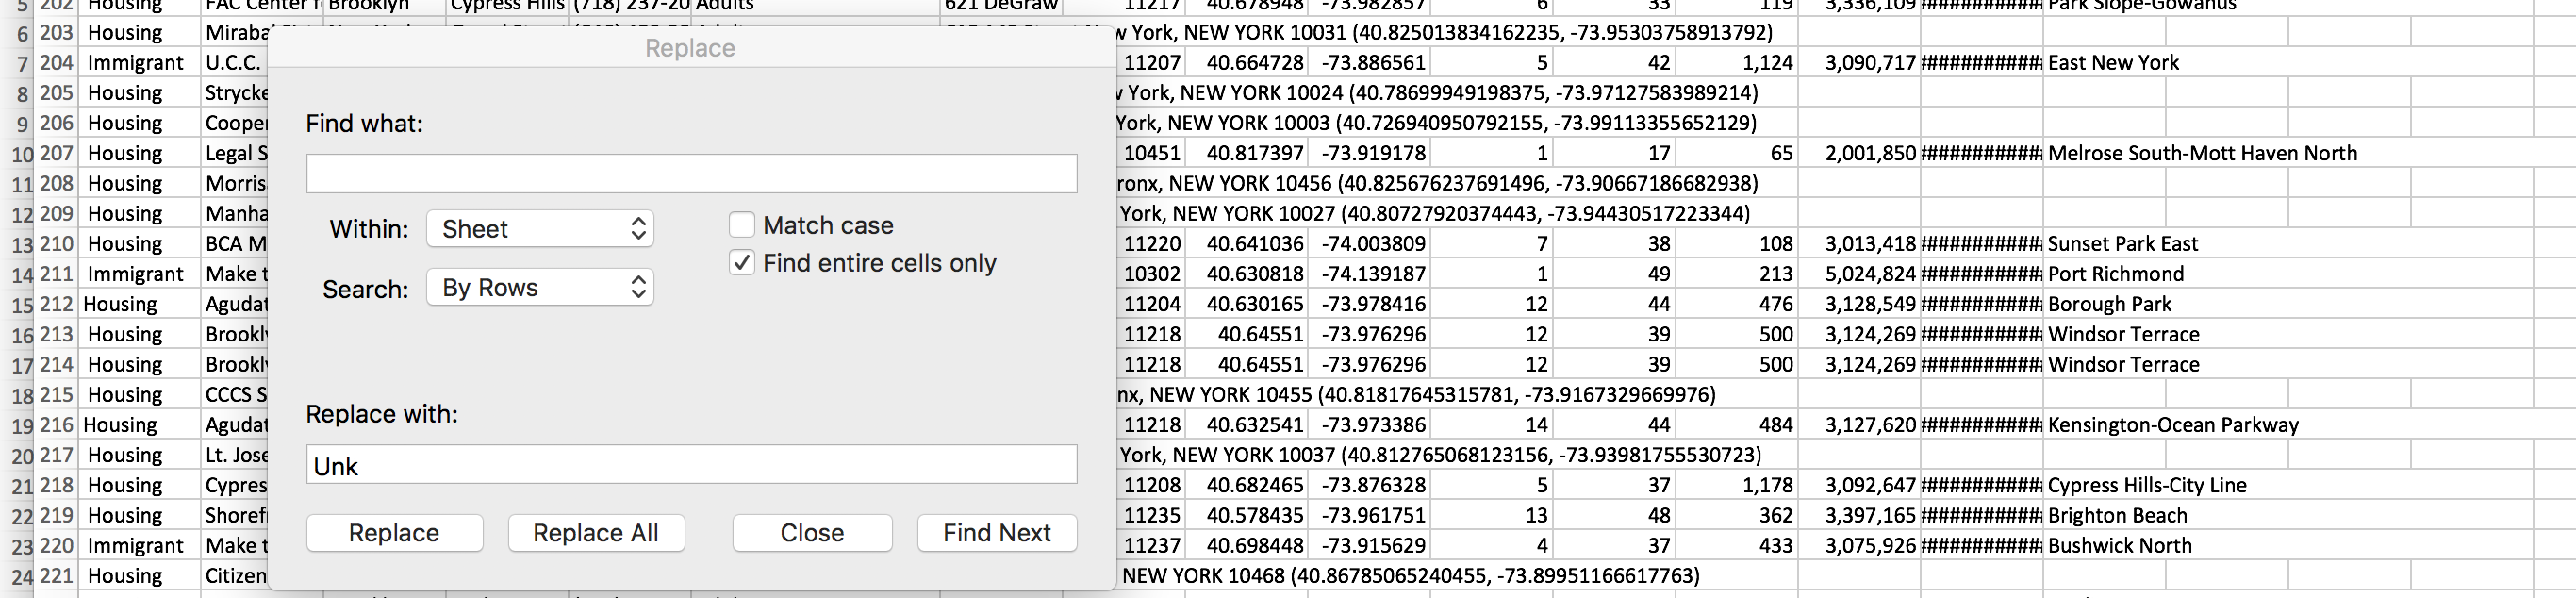 5 202 Housing FAC Center f Brooklyn Cypress Hills (718) 237-20 Adults 621 DeGraw 11217 40.678948 -73.982857 6 33 119 3,336,109 ########### Park Slope-Gowanus
6 203 Housing Miraba w York, NEW YORK 10031 (40.825013834162235, -73.95303758913792)
Replace
7 204 Immigrant U.C.C. 11207 40.664728 -73.886561 5 42 1,124 3,090,717 ########### East New York
8 205 Housing Strycke w York, NEW YORK 10024 (40.78699949198375, -73.97127583989214)
9 206 Housing Cooper York, NEW YORK 10003 (40.726940950792155, -73.99113355652129)
Find what:
10 207 Housing Legal S 10451 40.817397 -73.919178 1 17 65 2,001,850 ########### Melrose South-Mott Haven North
11 208 Housing Morris ronx, NEW YORK 10456 (40.825676237691496, -73.90667186682938)
12 209 Housing Manha York, NEW YORK 10027 (40.80727920374443, -73.94430517223344)
Within: Sheet Match case
13 210 Housing BCA M 11220 40.641036 -74.003809 7 38 108 3,013,418 ########### Sunset Park East
Find entire cells only
14 211 Immigrant Make t 10302 40.630818 -74.139187 1 49 213 5,024,824 ########### Port Richmond
Search: By Rows
15 212 Housing Agudat 11204 40.630165 -73.978416 12 44 476 3,128,549 ########### Borough Park
16 213 Housing Brookl 11218 40.64551 -73.976296 12 39 500 3,124,269 ########### Windsor Terrace
17 214 Housing Brookl 11218 40.64551 -73.976296 12 39 500 3,124,269 ########### Windsor Terrace
18 215 Housing CCCS S nx, NEW YORK 10455 (40.81817645315781, -73.9167329669976)
Replace with:
19 216 Housing Agudat 11218 40.632541 -73.973386 14 44 484 3,127,620 ########### Kensington-Ocean Parkway
20 217 Housing Lt. Jose York, NEW YORK 10037 (40.812765068123156, -73.93981755530723)
Unk
21 218 Housing Cypres 11208 40.682465 -73.876328 5 37 1,178 3,092,647 ########### Cypress Hills-City Line
22 219 Housing Shoref 11235 40.578435 -73.961751 13 48 362 3,397,165 ########### Brighton Beach
Replace Replace All Close Find Next
23 220 Immigrant Make t 11237 40.698448 -73.915629 4 37 433 3,075,926 ########### Bushwick North
24 221 Housing Citizen NEW YORK 10468 (40.86785065240455, -73.89951166617763)